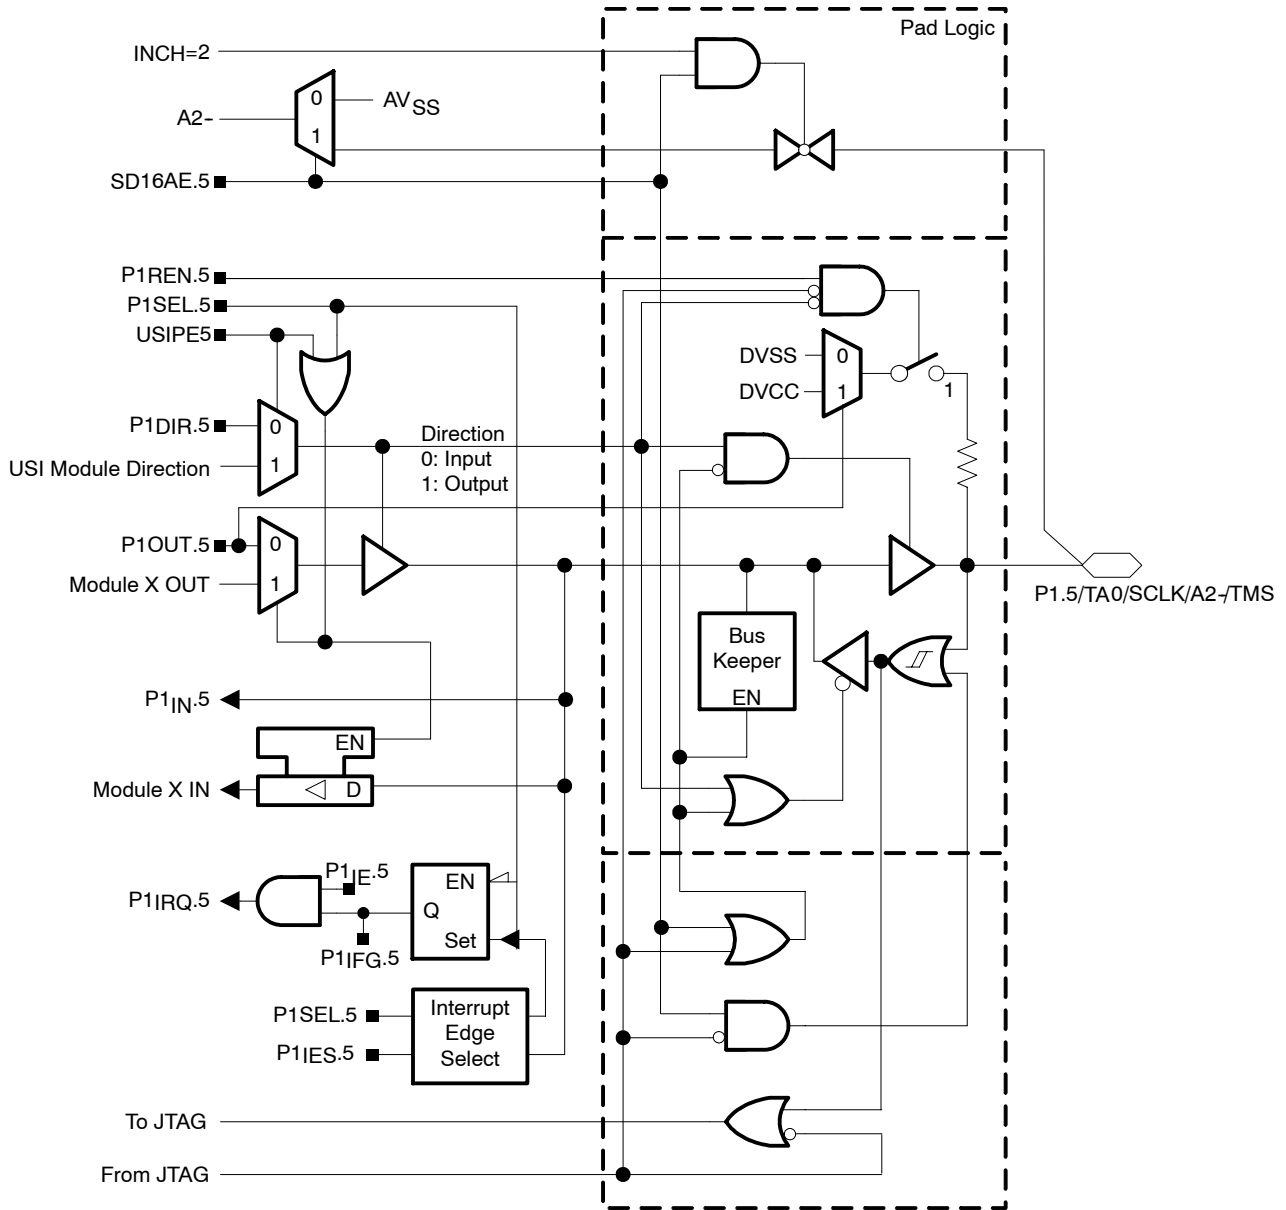 Pad Logic
INCH=2
0
AVSS
A2-
1
SD16AE.5
P1REN.5
P1SEL.5
USIPE5
DVSS
0
DVCC
1
1
P1DIR.5
0
USI Module Direction
1
Direction
0: Input
1: Output
P1OUT.5
0
Module X OUT
1
P1.5/TA0/SCLK/A2-/TMS
Bus
Keeper
EN
P1IN.5
EN
Module X IN
D
P1IE.5
P1IRQ.5
EN
Q
Set
P1IFG.5
P1SEL.5
P1IES.5
Interrupt
Edge
Select
To JTAG
From JTAG